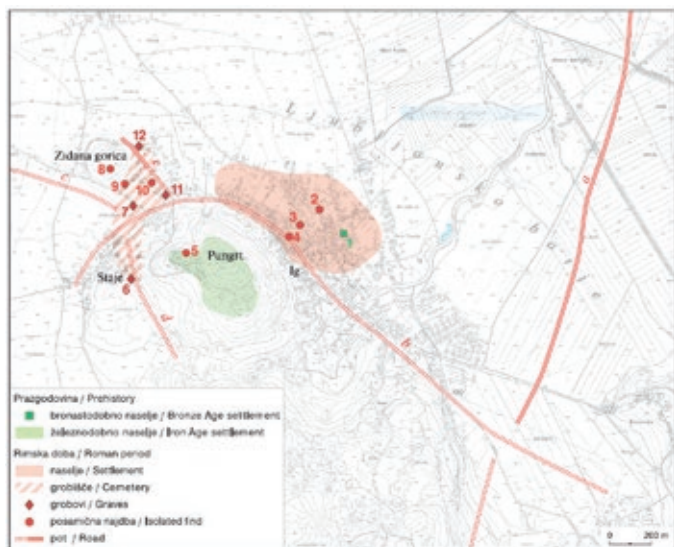 Ljubljansko barje
12
Zidana gorica
8
9
10
11
7
c
a
2
3
4
1
5
Pungrt
Ig
Staje
6
d
b
Prazgodovina / Prehistory
bronastodobno naselje / Bronze Age settlement
železnodobno naselje / Iron Age settlement
Rimska doba / Roman period
naselje / Settlement
grobišče / Cemetery
grobovi / Graves
posamična najdba / Isolated find
pot / Road
0 200 m